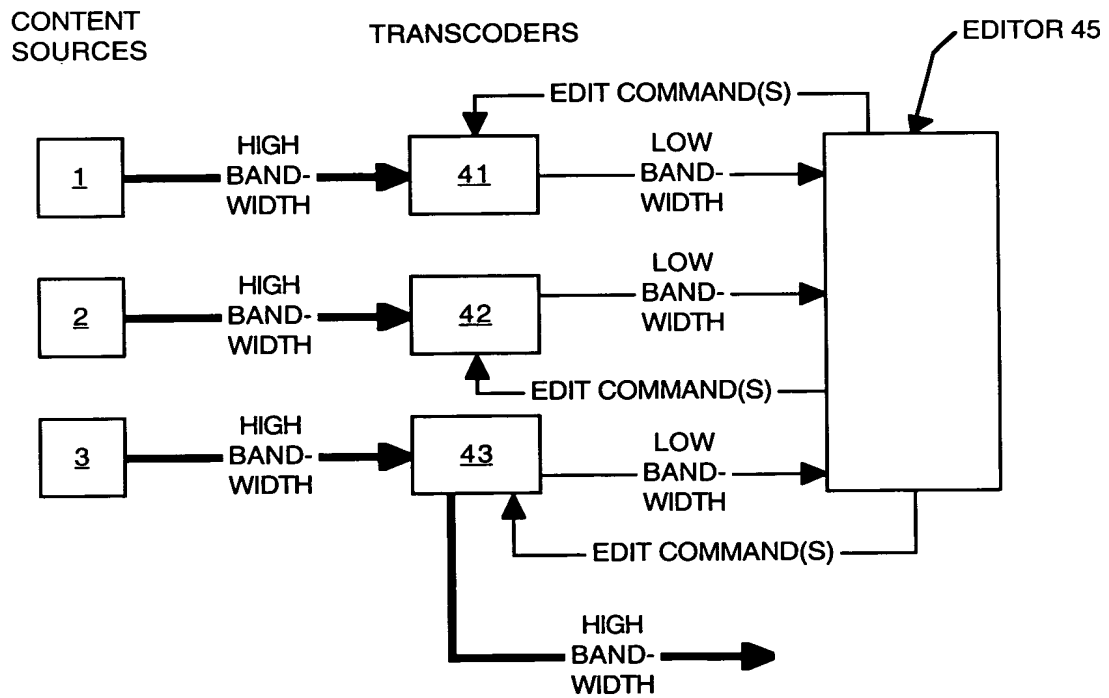 CONTENT
SOURCES
TRANSCODERS
EDITOR 45
EDIT COMMAND(S)
1
HIGH
BAND-
WIDTH
41
LOW
BAND-
WIDTH
2
HIGH
BAND-
WIDTH
42
LOW
BAND-
WIDTH
EDIT COMMAND(S)
3
HIGH
BAND-
WIDTH
43
LOW
BAND-
WIDTH
EDIT COMMAND(S)
HIGH
BAND-
WIDTH